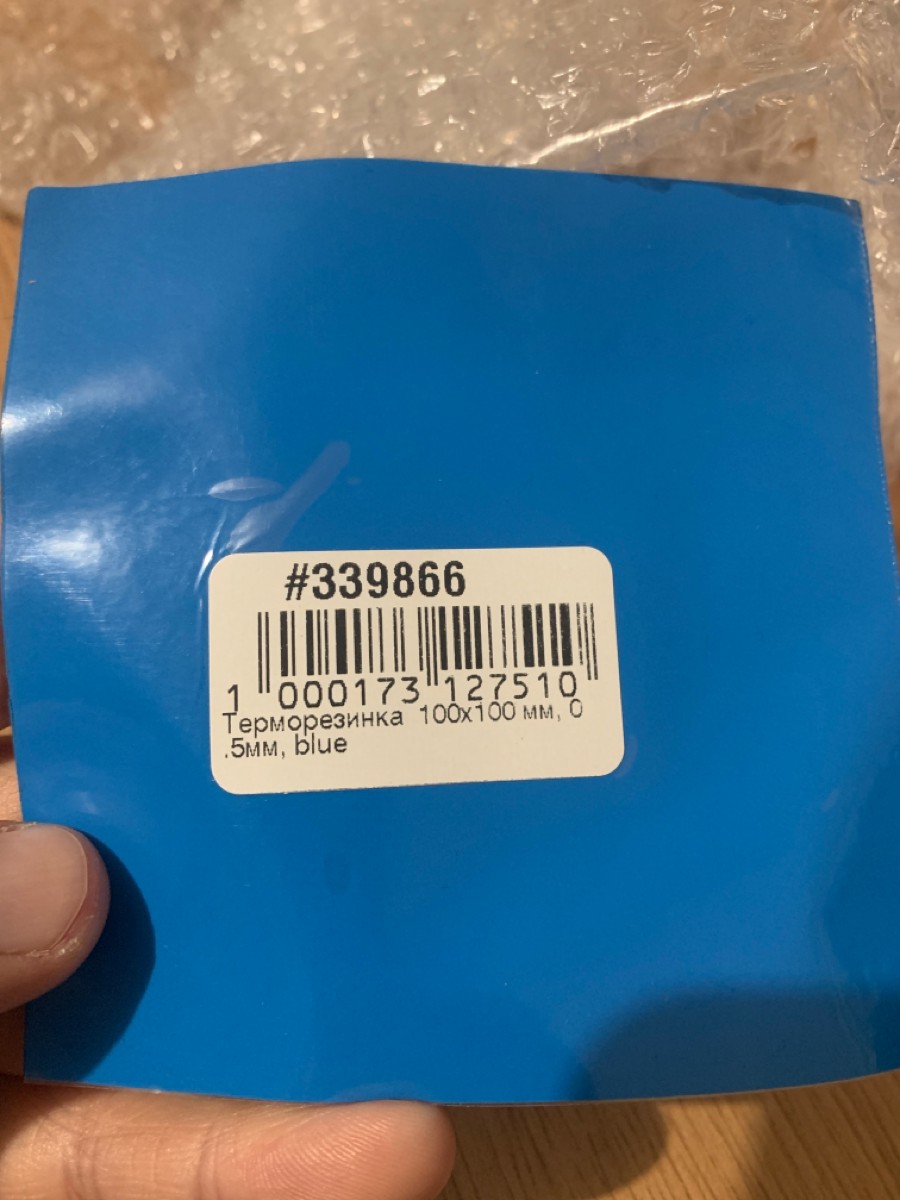 #339866
1 000173 127510
Терморезинка 100x100 мм, 0
.5мм, blue